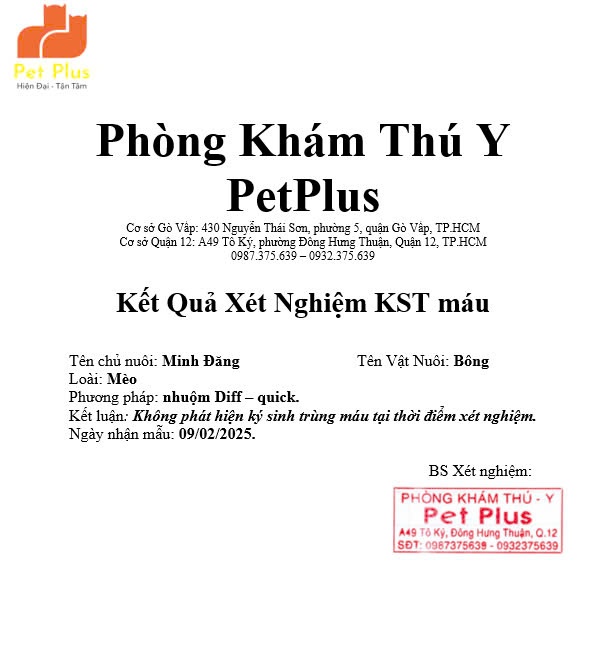 Pet Plus
Hiện Đại - Tân Tâm
Phòng Khám Thú Y
PetPlus
Cơ sở Gò Vấp: 430 Nguyễn Thái Sơn, phường 5, quận Gò Vấp, TP.HCM
Cơ sở Quận 12: A49 Tô Ký, phường Đông Hưng Thuận, Quận 12, TP.HCM
0987.375.639 – 0932.375.639
Kết Quả Xét Nghiệm KST máu
Tên chủ nuôi: Minh Đăng Tên Vật Nuôi: Bông
Loài: Mèo
Phương pháp: nhuộm Diff – quick.
Kết luận: Không phát hiện ký sinh trùng máu tại thời điểm xét nghiệm.
Ngày nhận mẫu: 09/02/2025.
BS Xét nghiệm:
PHÒNG KHÁM THÚ - Y
Pet Plus
A49 Tô Ký, Đông Hưng Thuận, Q.12
SĐT: 0987375639 - 0932375639